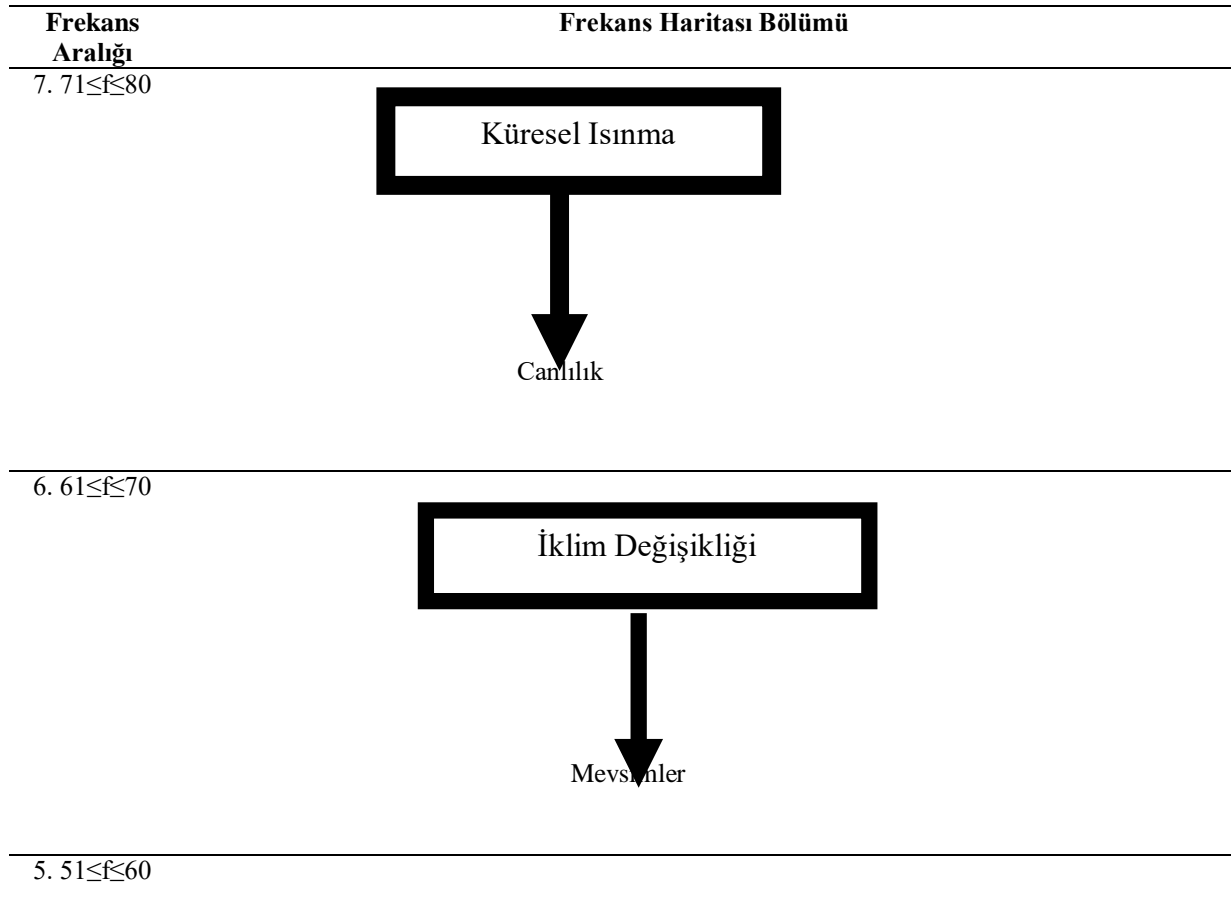 Frekans Aralığı
Frekans Haritası Bölümü
7. 71≤f≤80
Küresel Isınma
Canlılık
6. 61≤f≤70
İklim Değişikliği
Mevsimler
5. 51≤f≤60